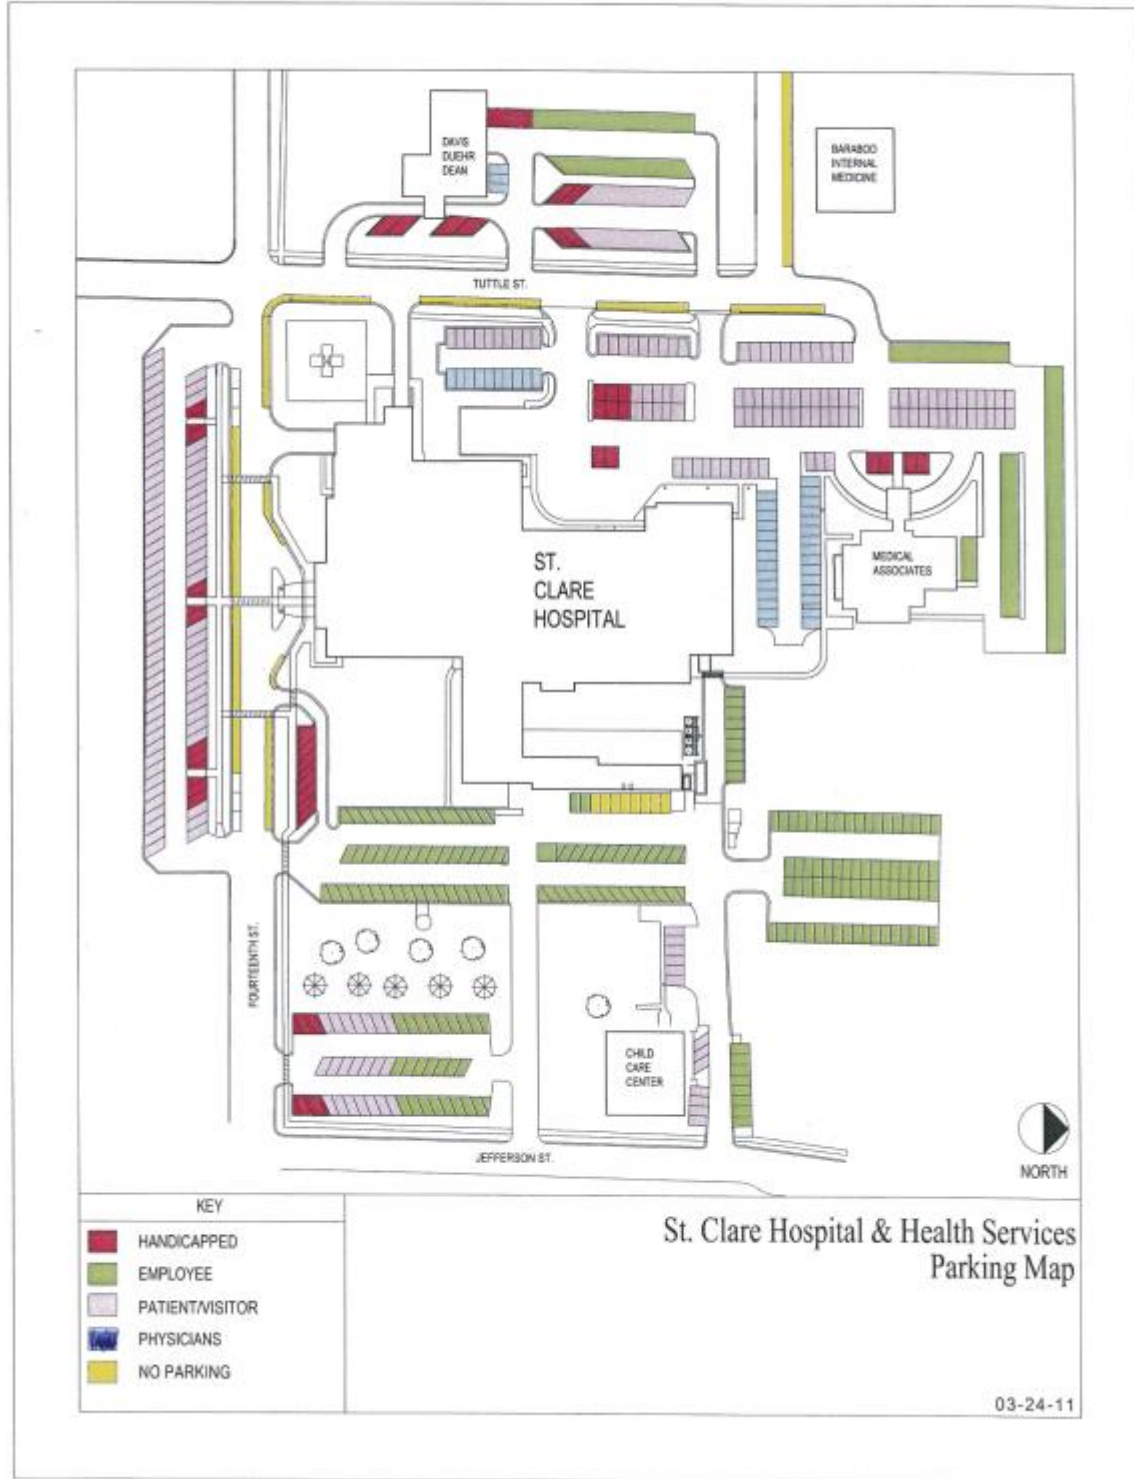 DAVIS
DUEHR
DEAN
BARABOO
INTERNAL
MEDICINE
TUTTLE ST.
ST.
CLARE
HOSPITAL
MEDICAL
ASSOCIATES
FOURTEENTH ST.
CHILD
CARE
CENTER
JEFFERSON ST.
NORTH
KEY
HANDICAPPED
EMPLOYEE
PATIENT/VISITOR
PHYSICIANS
NO PARKING
St. Clare Hospital & Health Services
Parking Map
03-24-11